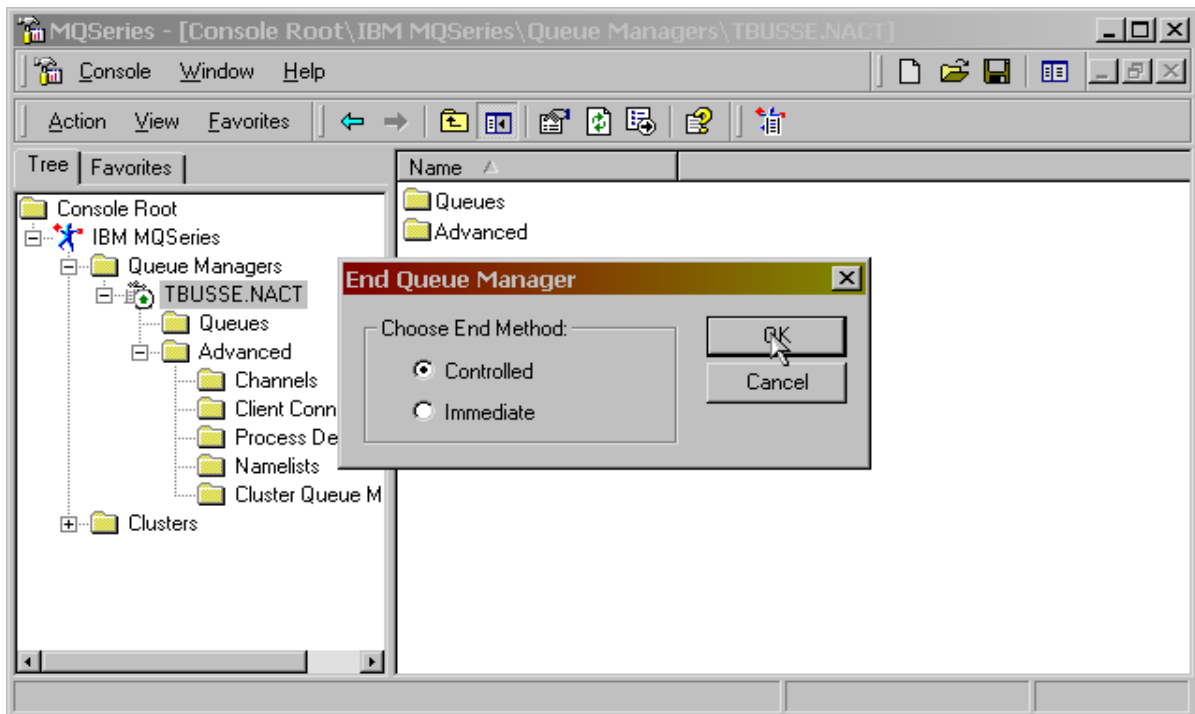 MQSeries - [Console Root\IBM MQSeries\Queue Managers\TBUSSE.NACT]
Console Window Help
Action View Favorites
Tree Favorites
Name
Console Root
IBM MQSeries
Queue Managers
TBUSSE.NACT
Queues
Advanced
Channels
Client Conn
Process De
Namelists
Cluster Queue M
Clusters
Queues
Advanced
End Queue Manager
Choose End Method:
Controlled
Immediate
OK
Cancel